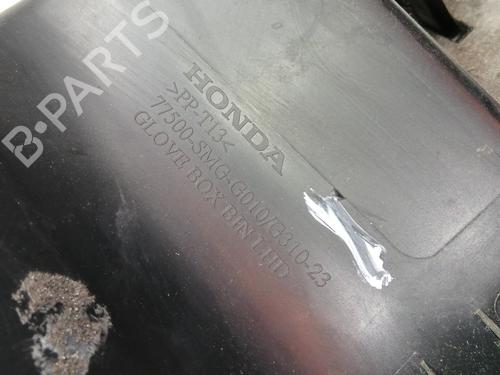 B-PARTS
HONDA
>PP-T13<
77500-SMG-G010/G310-23
GLOVE BOX BIN LHD